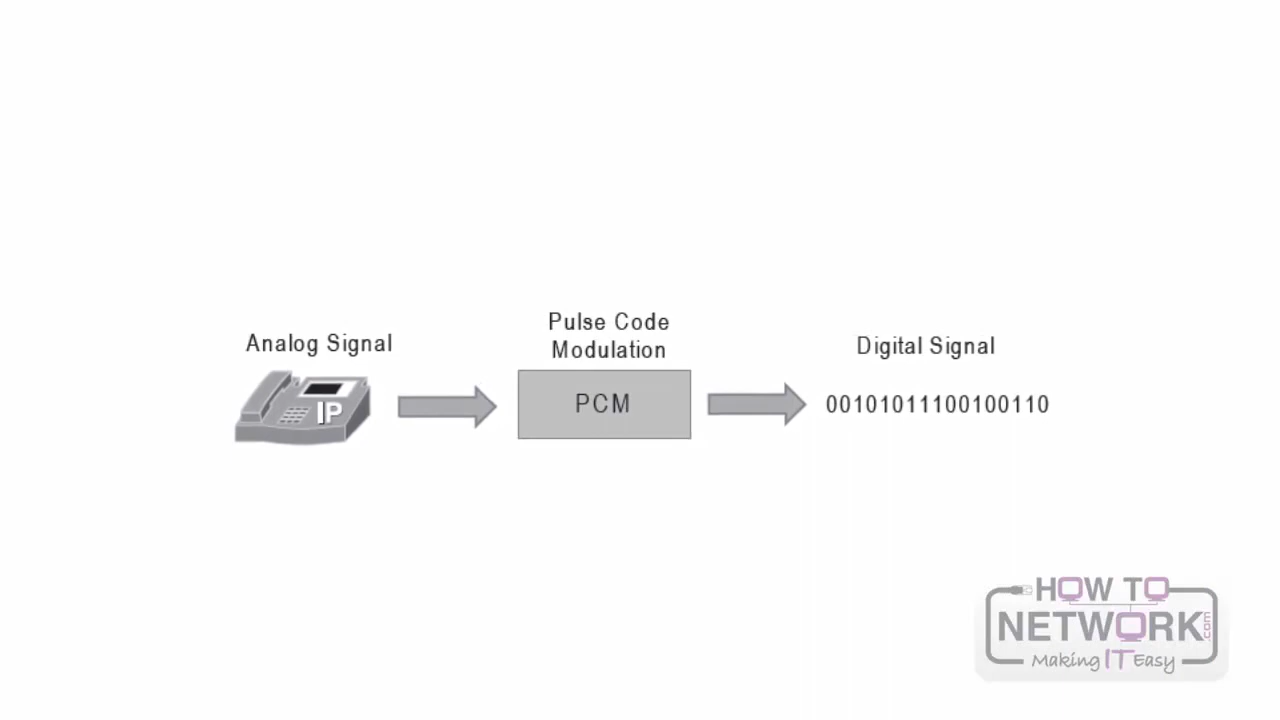 Pulse Code
Modulation
Analog Signal
Digital Signal
IP
PCM
00101011100100110
HOW TO
NETWORK.com
Making IT Easy